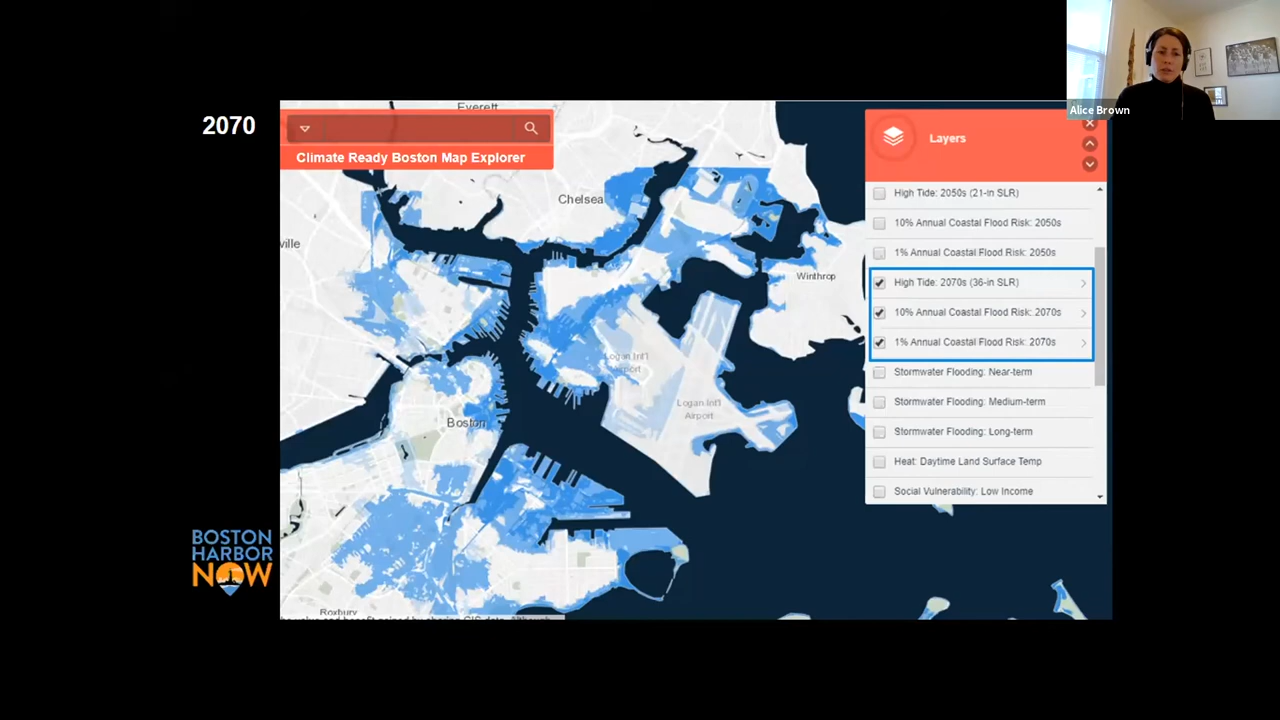 Alice Brown
2070
Climate Ready Boston Map Explorer
Layers
High Tide: 2050s (21-in SLR)
10% Annual Coastal Flood Risk: 2050s
1% Annual Coastal Flood Risk: 2050s
High Tide: 2070s (36-in SLR)
10% Annual Coastal Flood Risk: 2070s
1% Annual Coastal Flood Risk: 2070s
Stormwater Flooding: Near-term
Stormwater Flooding: Medium-term
Stormwater Flooding: Long-term
Heat: Daytime Land Surface Temp
Social Vulnerability: Low Income
Everett
Chelsea
ville
Winthrop
Logan Int'l
Airport
Logan Int'l
Airport
Boston
Roxbury
BOSTON
HARBOR
NOW